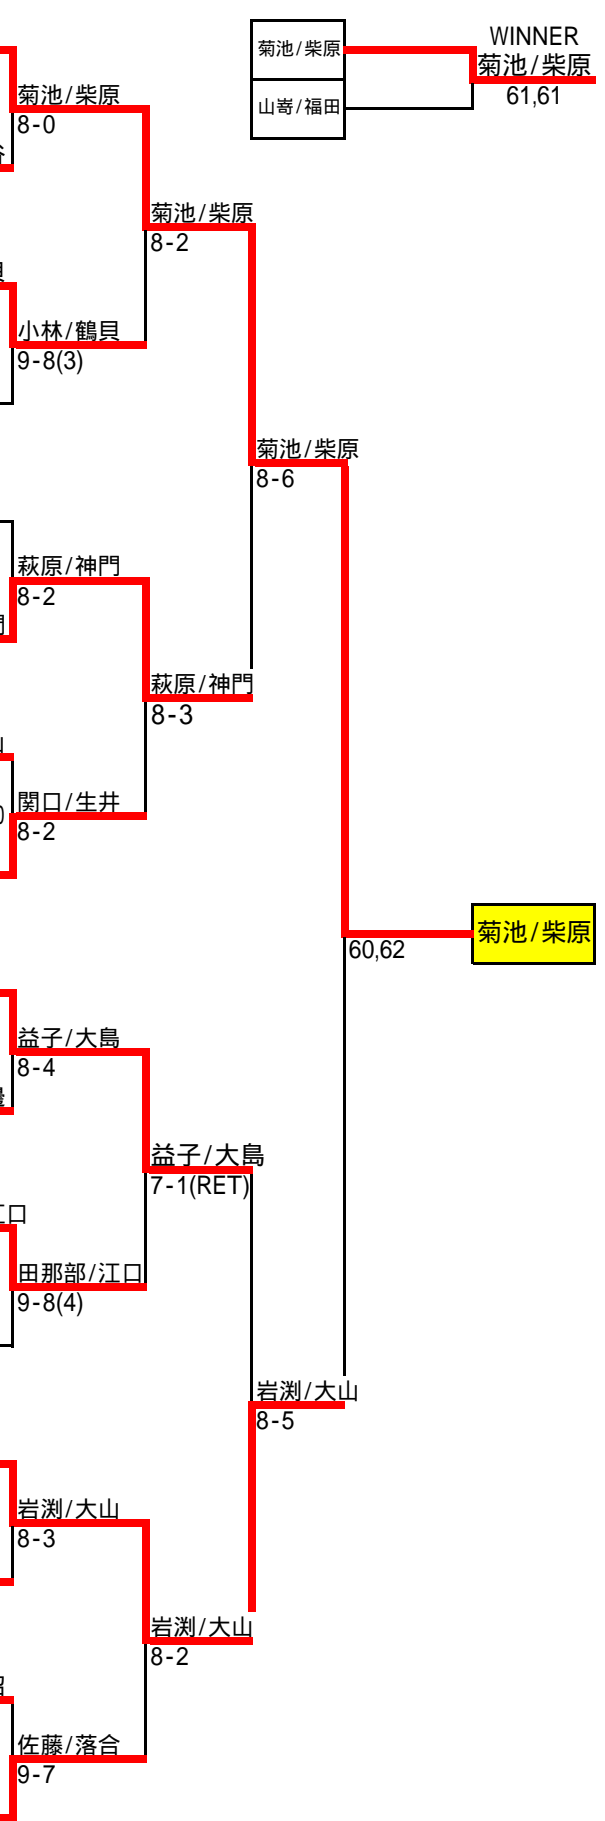 WINNER
菊池/柴原
菊池/柴原
61,61
山嵜/福田
菊池/柴原
8-0
菊池/柴原
8-2
小林/鶴貝
9-8(3)
菊池/柴原
8-6
萩原/神門
8-2
萩原/神門
8-3
関口/生井
8-2
菊池/柴原
60,62
益子/大島
8-4
益子/大島
7-1(RET)
江口
田那部/江口
9-8(4)
岩渕/大山
8-5
岩渕/大山
8-3
岩渕/大山
8-2
佐藤/落合
9-7